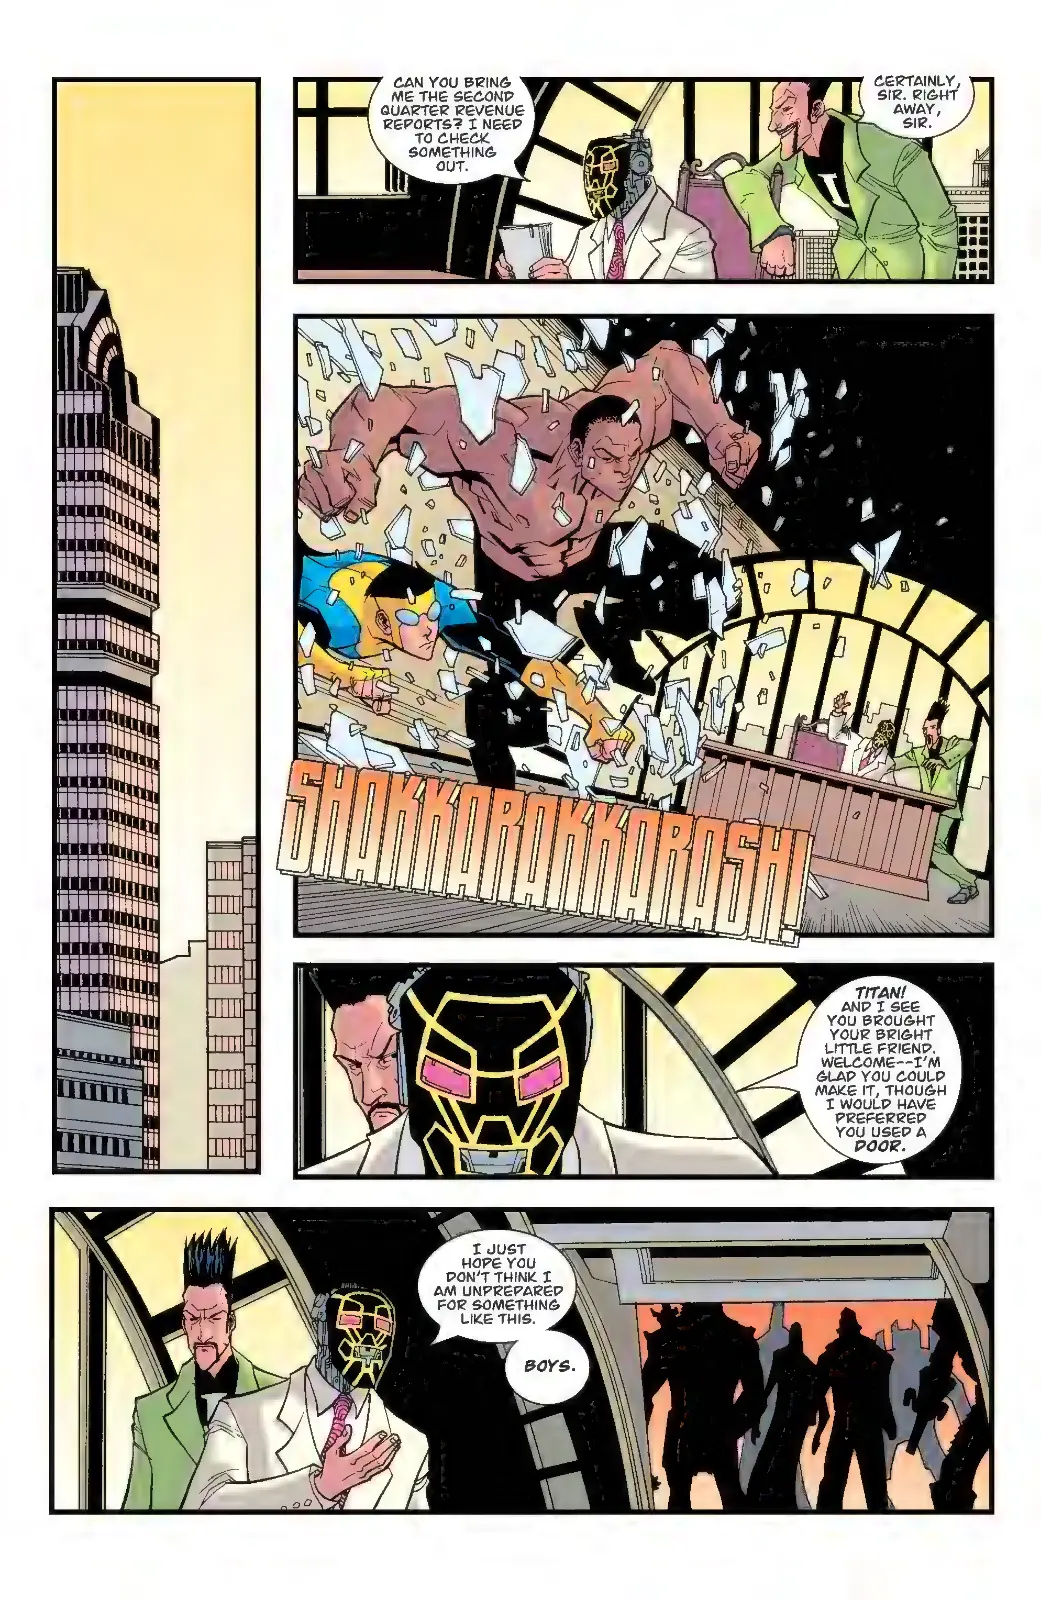 CAN YOU BRING
ME THE SECOND
QUARTER REVENUE
REPORTS? I NEED
TO CHECK
SOMETHING
OUT.
CERTAINLY,
SIR. RIGHT
AWAY,
SIR.
SHAKKARAKKARASH!
TITAN!
AND I SEE
YOU BROUGHT
YOUR BRIGHT
LITTLE FRIEND.
WELCOME--I'M
GLAD YOU COULD
MAKE IT, THOUGH
I WOULD HAVE
PREFERRED
YOU USED A
DOOR.
I JUST
HOPE YOU
DON'T THINK I
AM UNPREPARED
FOR SOMETHING
LIKE THIS.
BOYS.